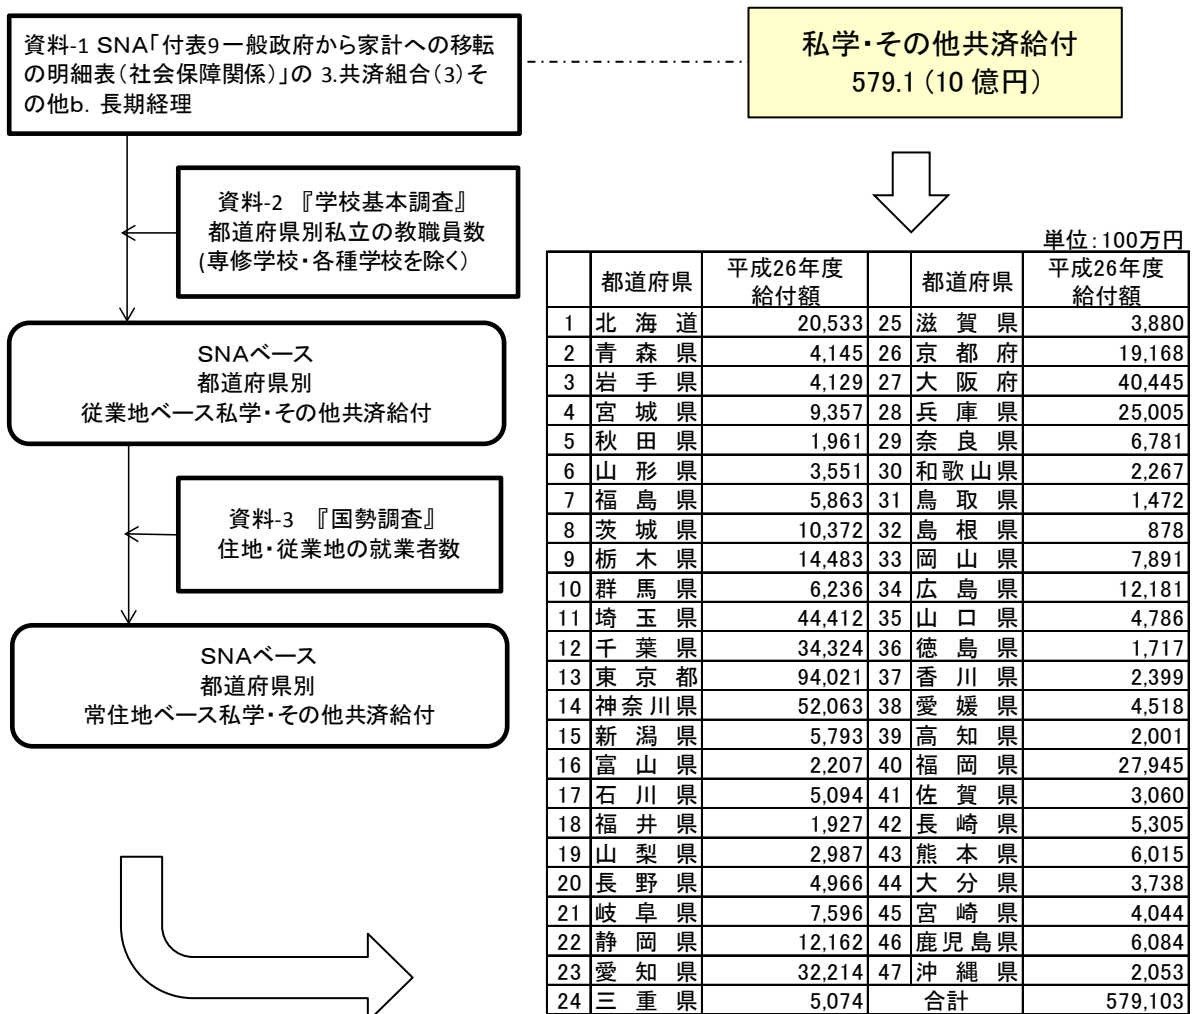 資料-1 SNA「付表9一般政府から家計への移転
の明細表(社会保障関係)」の 3.共済組合(3)そ
の他b. 長期経理
私学・その他共済給付
579.1(10 億円)
資料-2 『学校基本調査』
都道府県別私立の教職員数
(専修学校・各種学校を除く)
SNAベース
都道府県別
従業地ベース私学・その他共済給付
資料-3 『国勢調査』
住地・従業地の就業者数
SNAベース
都道府県別
常住地ベース私学・その他共済給付
単位:100万円
都道府県 平成26年度 給付額 都道府県 平成26年度 給付額
1 北海道 20,533 25 滋賀県 3,880
2 青森県 4,145 26 京都府 19,168
3 岩手県 4,129 27 大阪府 40,445
4 宮城県 9,357 28 兵庫県 25,005
5 秋田県 1,961 29 奈良県 6,781
6 山形県 3,551 30 和歌山県 2,267
7 福島県 5,863 31 鳥取県 1,472
8 茨城県 10,372 32 島根県 878
9 栃木県 14,483 33 岡山県 7,891
10 群馬県 6,236 34 広島県 12,181
11 埼玉県 44,412 35 山口県 4,786
12 千葉県 34,324 36 徳島県 1,717
13 東京都 94,021 37 香川県 2,399
14 神奈川県 52,063 38 愛媛県 4,518
15 新潟県 5,793 39 高知県 2,001
16 富山県 2,207 40 福岡県 27,945
17 石川県 5,094 41 佐賀県 3,060
18 福井県 1,927 42 長崎県 5,305
19 山梨県 2,987 43 熊本県 6,015
20 長野県 4,966 44 大分県 3,738
21 岐阜県 7,596 45 宮崎県 4,044
22 静岡県 12,162 46 鹿児島県 6,084
23 愛知県 32,214 47 沖縄県 2,053
24 三重県 5,074 合計 579,103